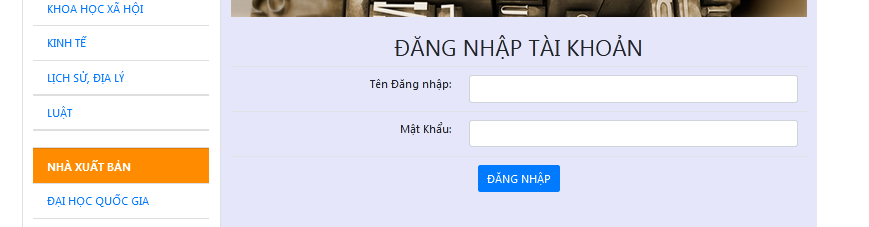 KHOA HỌC XÃ HỘI
KINH TẾ
LỊCH SỬ, ĐỊA LÝ
LUẬT
NHÀ XUẤT BẢN
ĐẠI HỌC QUỐC GIA
ĐĂNG NHẬP TÀI KHOẢN
Tên Đăng nhập:
Mật Khẩu:
ĐĂNG NHẬP